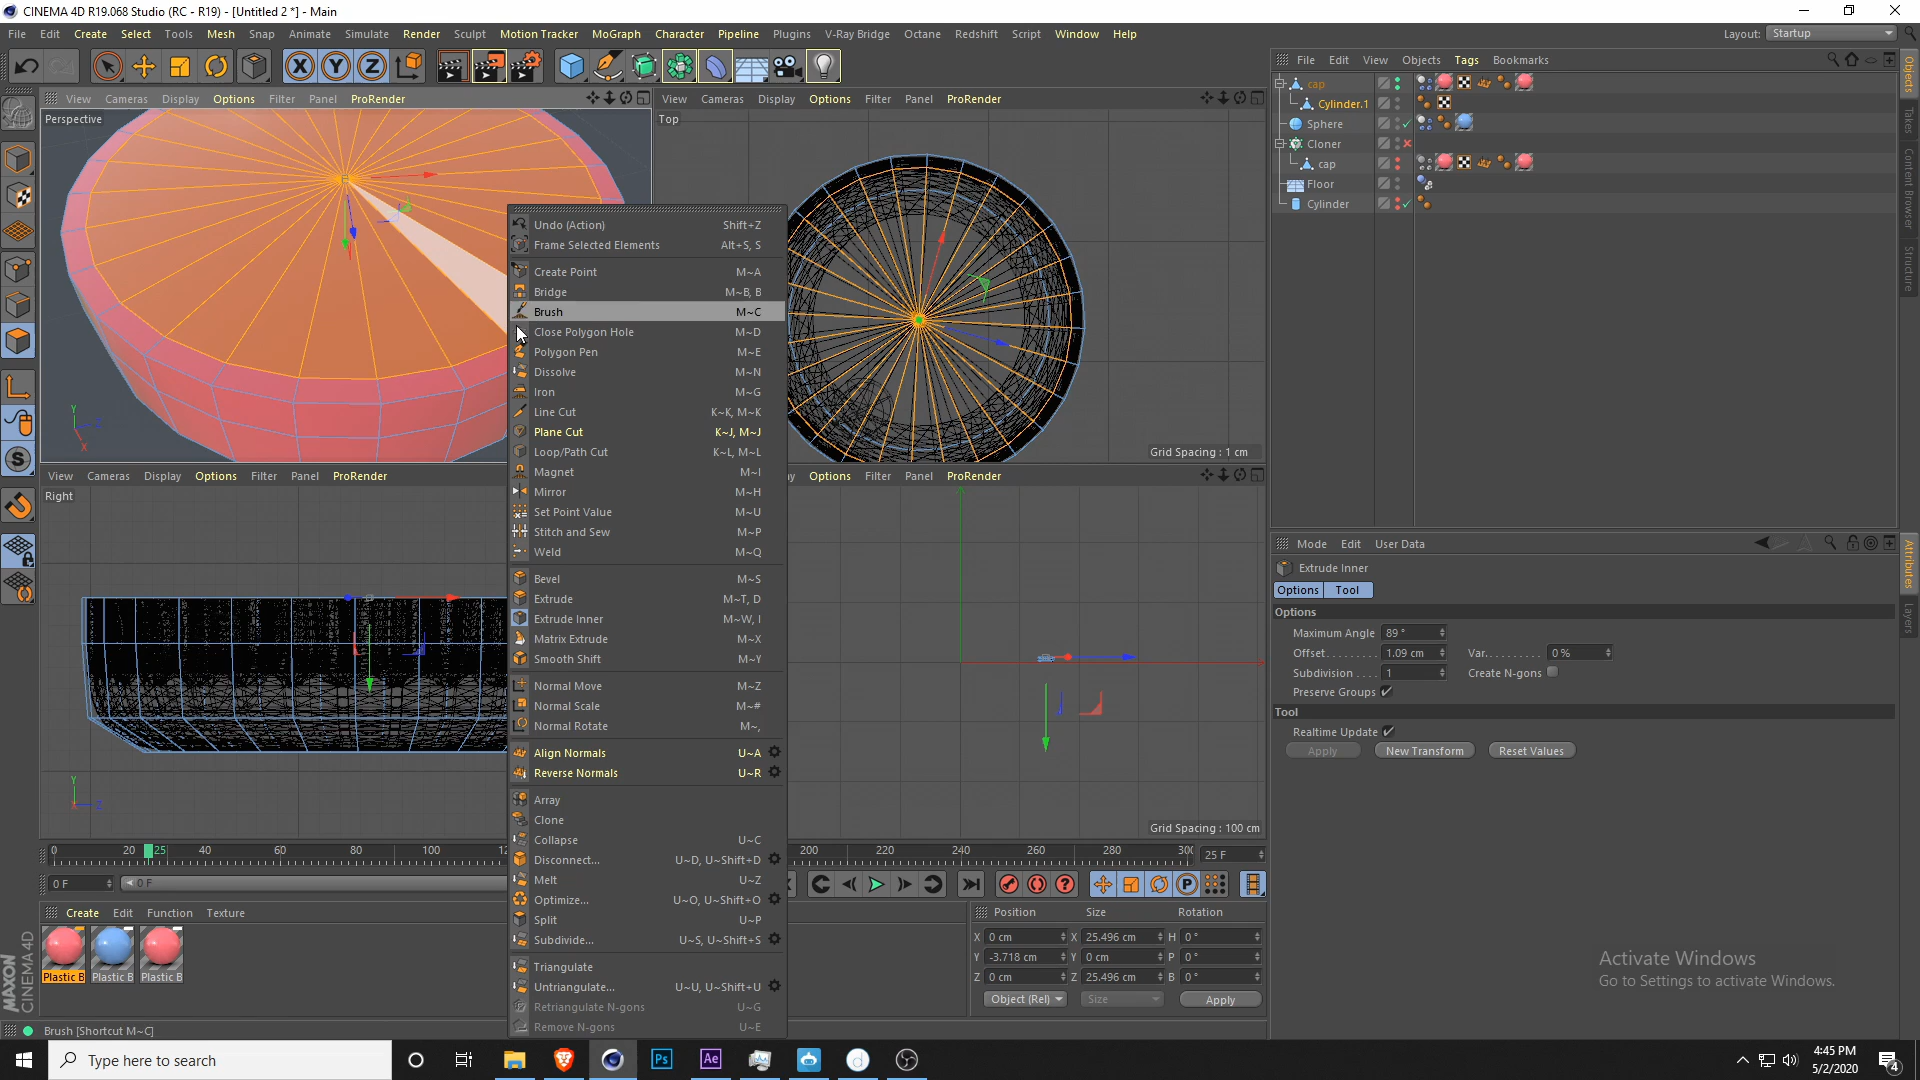 CINEMA 4D R19.068 Studio (RC - R19) - [Untitled 2 *] - Main
File Edit Create Select Tools Mesh Snap Animate Simulate Render Sculpt Motion Tracker MoGraph Character Pipeline Plugins V-Ray Bridge Octane Redshift Script Window Help Layout: Startup
View Cameras Display Options Filter Panel ProRender
Perspective
View Cameras Display Options Filter Panel ProRender
Top
Grid Spacing : 1 cm
File Edit View Objects Tags Bookmarks
cap
Cylinder.1
Sphere
Cloner
cap
Floor
Cylinder
Objects
Takes
Content Browser
Structure
Undo (Action) Shift+Z
Frame Selected Elements Alt+S, S
Create Point M~A
Bridge M~B, B
Brush M~C
Close Polygon Hole M~D
Polygon Pen M~E
Dissolve M~N
Iron M~G
Line Cut K~K, M~K
Plane Cut K~J, M~J
Loop/Path Cut K~L, M~L
Magnet M~I
Mirror M~H
Set Point Value M~U
Stitch and Sew M~P
Weld M~Q
Bevel M~S
Extrude M~T, D
Extrude Inner M~W, I
Matrix Extrude M~X
Smooth Shift M~Y
Normal Move M~Z
Normal Scale M~#
Normal Rotate M~,
Align Normals U~A
Reverse Normals U~R
Array
Clone
Collapse U~C
Disconnect... U~D, U~Shift+D
Melt U~Z
Optimize... U~O, U~Shift+O
Split U~P
Subdivide... U~S, U~Shift+S
Triangulate
Untriangulate... U~U, U~Shift+U
Retriangulate N-gons U~G
Remove N-gons U~E
View Cameras Display Options Filter Panel ProRender
Right
Y
Z
X
Y
Z
ay Options Filter Panel ProRender
Grid Spacing : 100 cm
Mode Edit User Data
Extrude Inner
Options Tool
Options
Maximum Angle 89 °
Offset........ 1.09 cm Var.......... 0 %
Subdivision .... 1 Create N-gons
Preserve Groups
Tool
Realtime Update
Apply New Transform Reset Values
Attributes
Layers
0 20 25 40 60 80 100 12 200 220 240 260 280 300 25 F
0 F 0 F
Create Edit Function Texture
Plastic B Plastic B Plastic B
Position Size Rotation
X 0 cm X 25.496 cm H 0 °
Y -3.718 cm Y 0 cm P 0 °
Z 0 cm Z 25.496 cm B 0 °
Object (Rel) Size Apply
Activate Windows
Go to Settings to activate Windows.
MAXON
CINEMA 4D
Brush [Shortcut M~C]
Type here to search
Ps
Ae
4:45 PM
5/2/2020
4